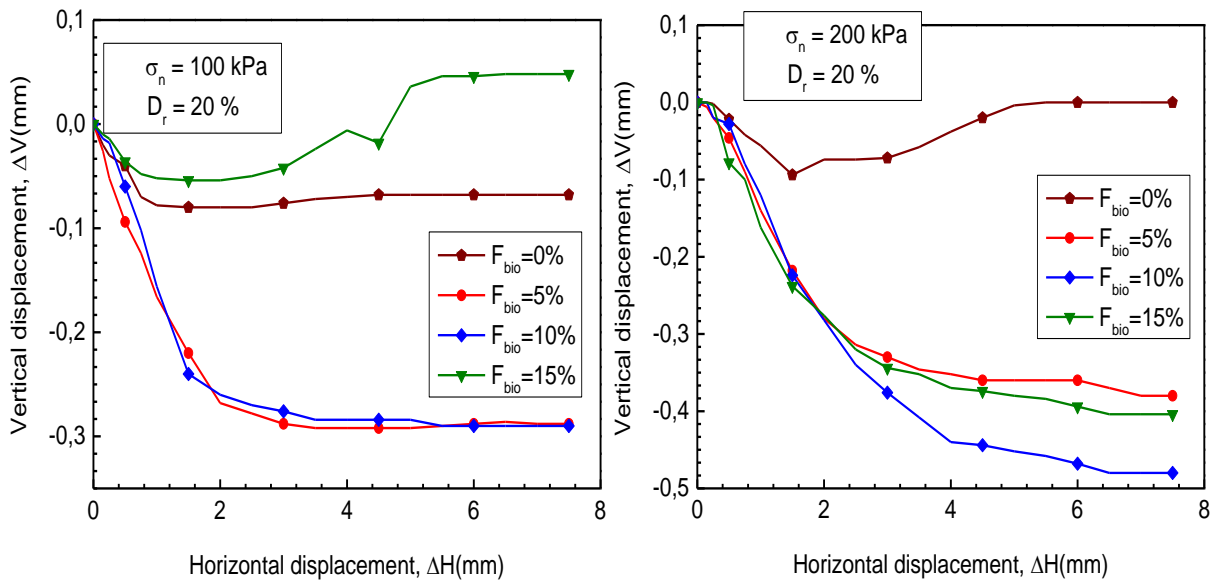 σn = 100 kPa
Dr = 20 %
Vertical displacement, ΔV(mm)
0,1
0,0
-0,1
-0,2
-0,3
Fbio=0%
Fbio=5%
Fbio=10%
Fbio=15%
0 2 4 6 8
Horizontal displacement, ΔH(mm)
σn = 200 kPa
Dr = 20 %
Vertical displacement, ΔV(mm)
0,1
0,0
-0,1
-0,2
-0,3
-0,4
-0,5
Fbio=0%
Fbio=5%
Fbio=10%
Fbio=15%
0 2 4 6 8
Horizontal displacement, ΔH(mm)